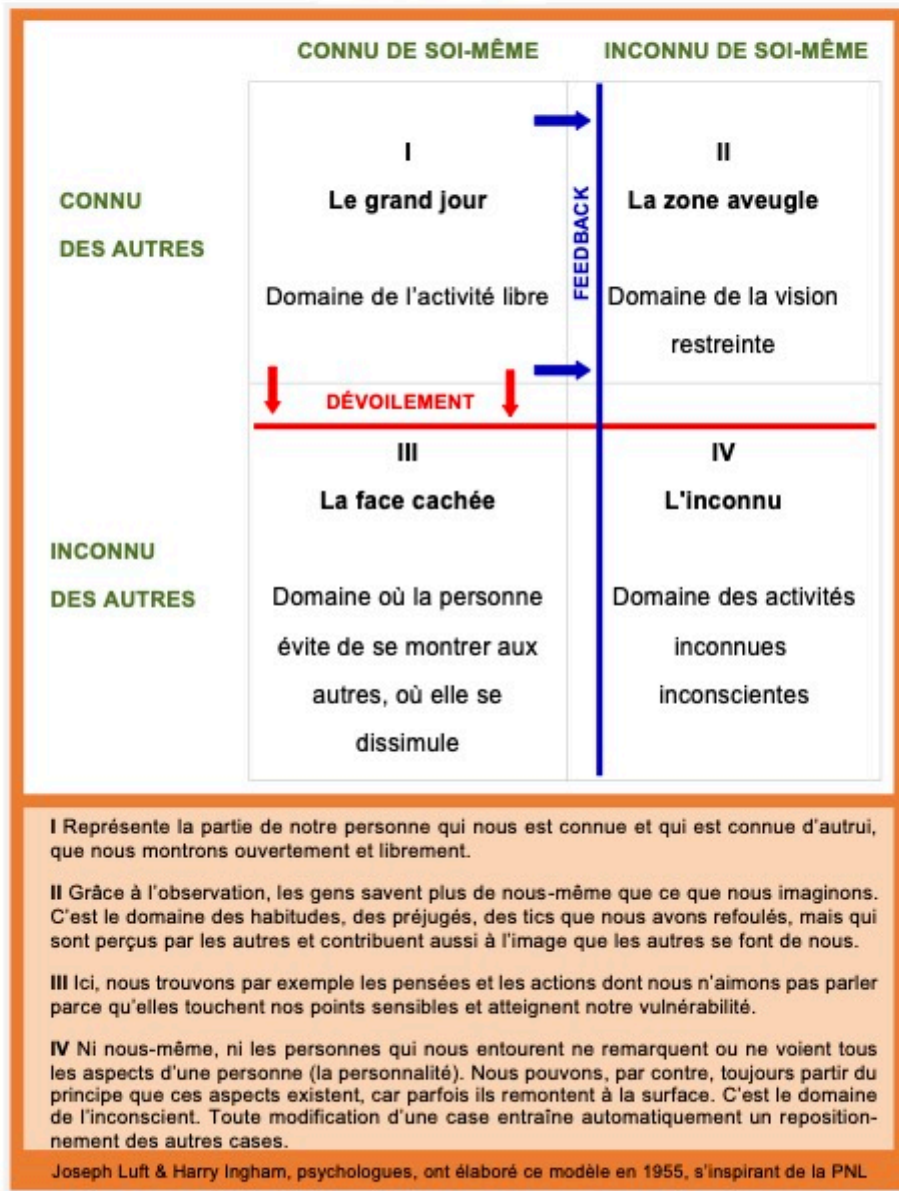 CONNU DE SOI-MÊME
INCONNU DE SOI-MÊME
CONNU
DES AUTRES
I
Le grand jour
Domaine de l'activité libre
FEEDBACK
II
La zone aveugle
Domaine de la vision
restreinte
DÉVOILEMENT
INCONNU
DES AUTRES
III
La face cachée
Domaine où la personne
évite de se montrer aux
autres, où elle se
dissimule
IV
L'inconnu
Domaine des activités
inconnues
inconscientes
I Représente la partie de notre personne qui nous est connue et qui est connue d'autrui,
que nous montrons ouvertement et librement.
II Grâce à l'observation, les gens savent plus de nous-même que ce que nous imaginons.
C'est le domaine des habitudes, des préjugés, des tics que nous avons refoulés, mais qui
sont perçus par les autres et contribuent aussi à l'image que les autres se font de nous.
III Ici, nous trouvons par exemple les pensées et les actions dont nous n'aimons pas parler
parce qu'elles touchent nos points sensibles et atteignent notre vulnérabilité.
IV Ni nous-même, ni les personnes qui nous entourent ne remarquent ou ne voient tous
les aspects d'une personne (la personnalité). Nous pouvons, par contre, toujours partir du
principe que ces aspects existent, car parfois ils remontent à la surface. C'est le domaine
de l'inconscient. Toute modification d'une case entraîne automatiquement un reposition-
nement des autres cases.
Joseph Luft & Harry Ingham, psychologues, ont élaboré ce modèle en 1955, s'inspirant de la PNL